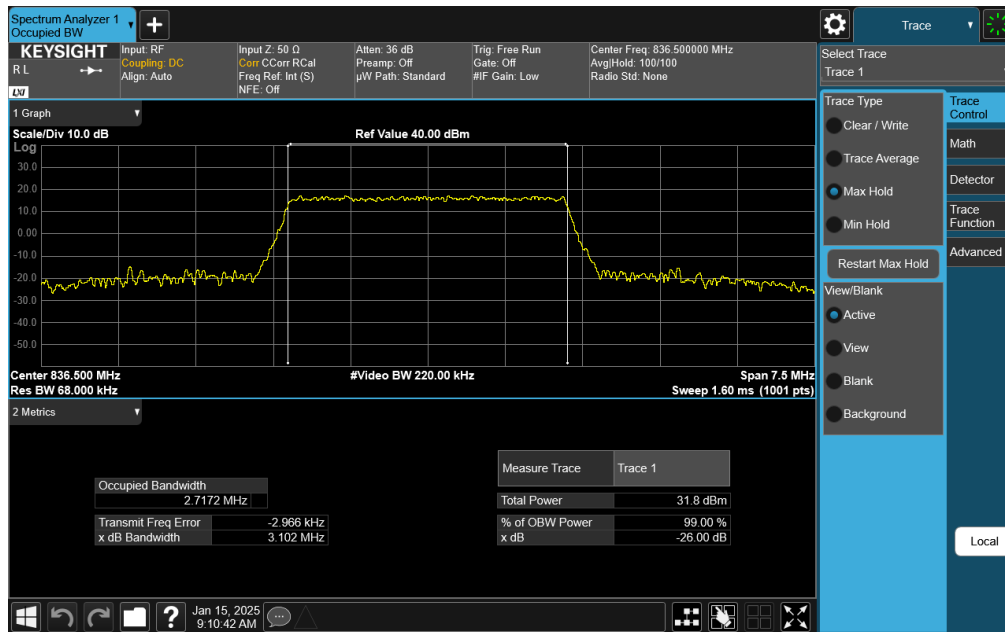 Spectrum Analyzer 1
Occupied BW
+
Trace
KEYSIGHT
R L
LXI
Input: RF
Coupling: DC
Align: Auto
Input Z: 50 Ω
Corr CCorr RCal
Freq Ref: Int (S)
NFE: Off
Atten: 36 dB
Preamp: Off
µW Path: Standard
Trig: Free Run
Gate: Off
#IF Gain: Low
Center Freq: 836.500000 MHz
Avg|Hold: 100/100
Radio Std: None
Select Trace
Trace 1
1 Graph
Scale/Div 10.0 dB
Ref Value 40.00 dBm
Log
30.0
20.0
10.0
0.00
-10.0
-20.0
-30.0
-40.0
-50.0
Center 836.500 MHz
#Video BW 220.00 kHz
Span 7.5 MHz
Res BW 68.000 kHz
Sweep 1.60 ms (1001 pts)
Trace Type
Clear / Write
Trace Average
Max Hold
Min Hold
Restart Max Hold
View/Blank
Active
View
Blank
Background
Trace
Control
Math
Detector
Trace
Function
Advanced
2 Metrics
Measure Trace Trace 1
Occupied Bandwidth
2.7172 MHz
Total Power 31.8 dBm
Transmit Freq Error -2.966 kHz
% of OBW Power 99.00 %
x dB Bandwidth 3.102 MHz
x dB -26.00 dB
Local
?
Jan 15, 2025
9:10:42 AM